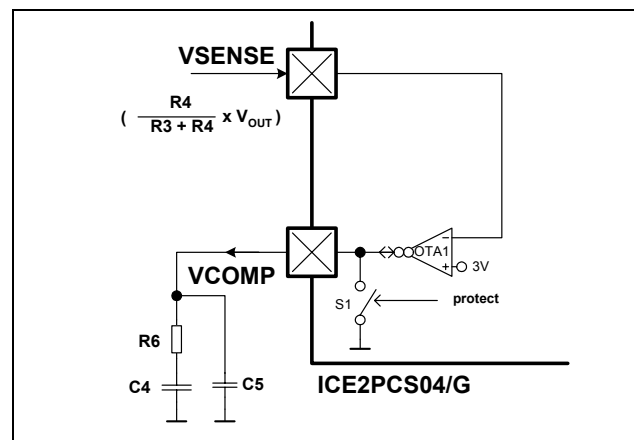 VSENSE
( R4
R3 + R4 x VOUT )
- OTA1
+ 3V
VCOMP
S1
protect
R6
C4
C5
ICE2PCS04/G